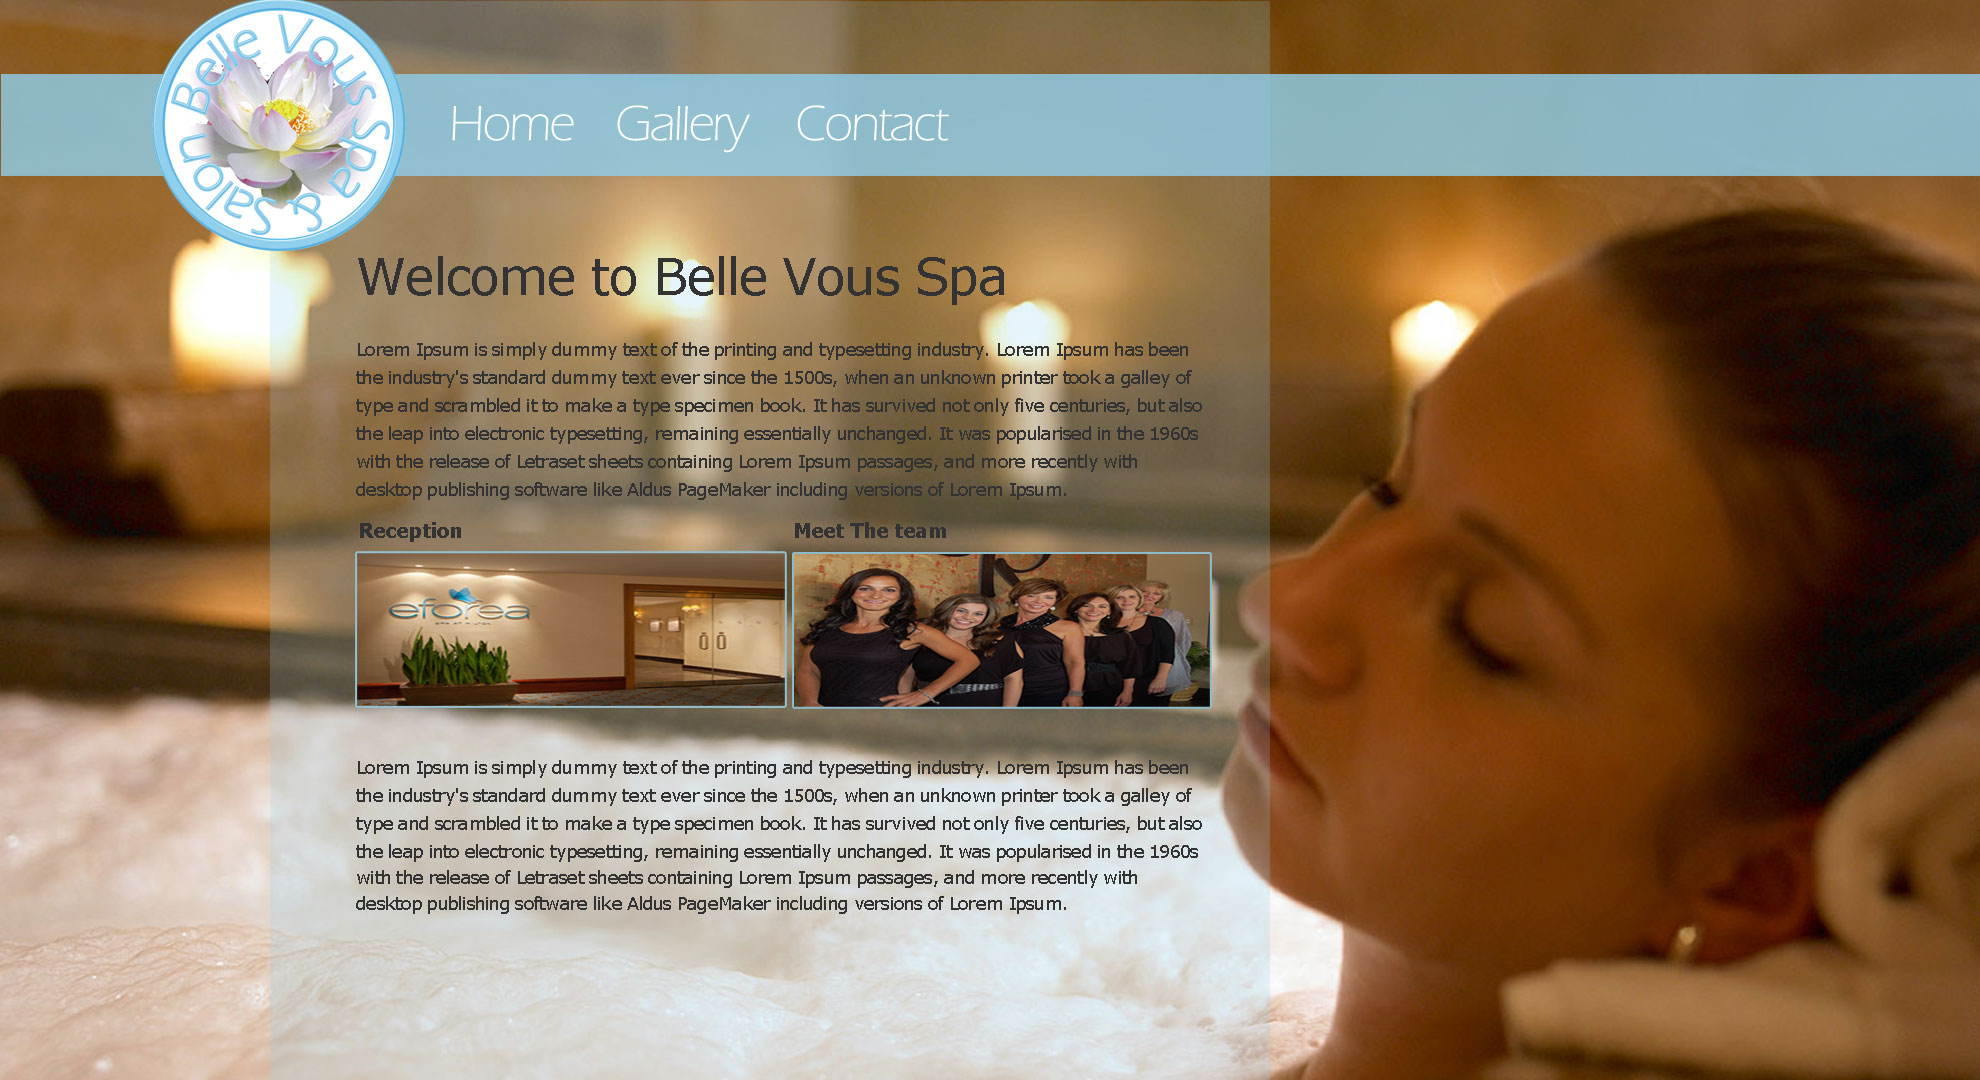 Belle Vous Spa & Salon
Home Gallery Contact
Welcome to Belle Vous Spa
Lorem Ipsum is simply dummy text of the printing and typesetting industry. Lorem Ipsum has been
the industry's standard dummy text ever since the 1500s, when an unknown printer took a galley of
type and scrambled it to make a type specimen book. It has survived not only five centuries, but also
the leap into electronic typesetting, remaining essentially unchanged. It was popularised in the 1960s
with the release of Letraset sheets containing Lorem Ipsum passages, and more recently with
desktop publishing software like Aldus PageMaker including versions of Lorem Ipsum.
Reception Meet The team
eforea
Lorem Ipsum is simply dummy text of the printing and typesetting industry. Lorem Ipsum has been
the industry's standard dummy text ever since the 1500s, when an unknown printer took a galley of
type and scrambled it to make a type specimen book. It has survived not only five centuries, but also
the leap into electronic typesetting, remaining essentially unchanged. It was popularised in the 1960s
with the release of Letraset sheets containing Lorem Ipsum passages, and more recently with
desktop publishing software like Aldus PageMaker including versions of Lorem Ipsum.